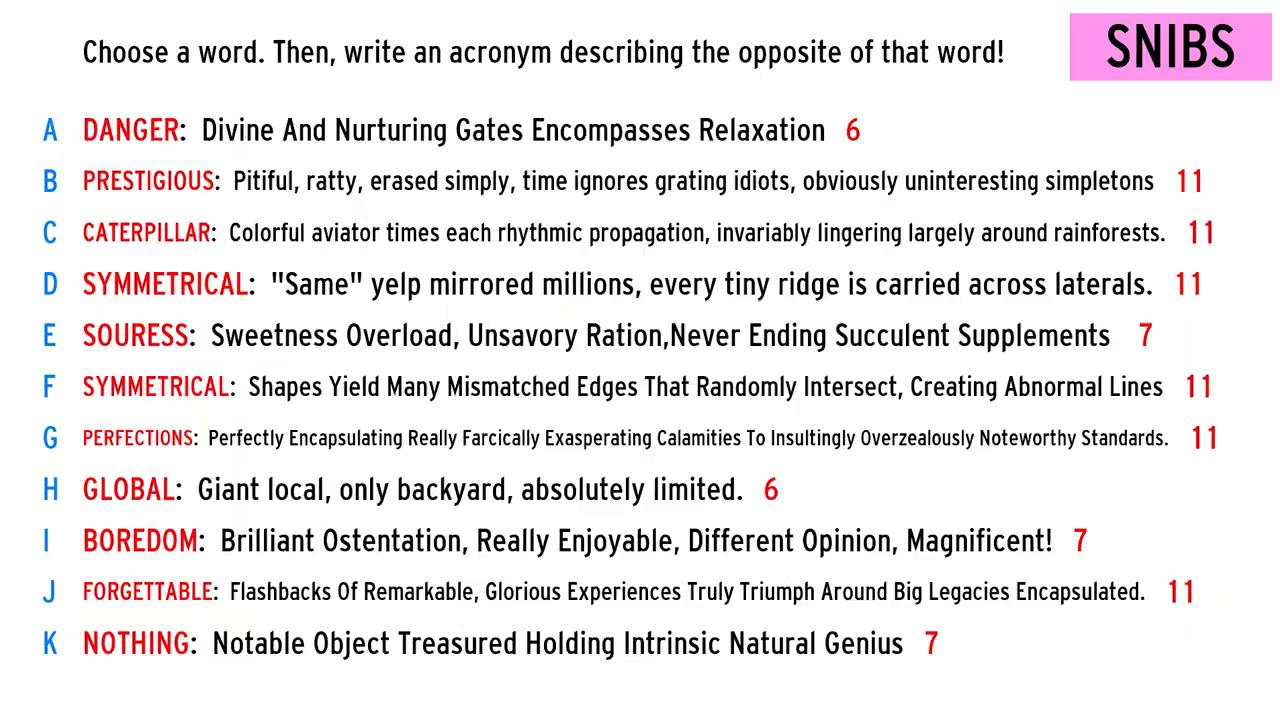 Choose a word. Then, write an acronym describing the opposite of that word!
SNIBS
A DANGER: Divine And Nurturing Gates Encompasses Relaxation 6
B PRESTIGIOUS: Pitiful, ratty, erased simply, time ignores grating idiots, obviously uninteresting simpletons 11
C CATERPILLAR: Colorful aviator times each rhythmic propagation, invariably lingering largely around rainforests. 11
D SYMMETRICAL: "Same" yelp mirrored millions, every tiny ridge is carried across laterals. 11
E SOURESS: Sweetness Overload, Unsavory Ration,Never Ending Succulent Supplements 7
F SYMMETRICAL: Shapes Yield Many Mismatched Edges That Randomly Intersect, Creating Abnormal Lines 11
G PERFECTIONS: Perfectly Encapsulating Really Farcically Exasperating Calamities To Insultingly Overzealously Noteworthy Standards. 11
H GLOBAL: Giant local, only backyard, absolutely limited. 6
I BOREDOM: Brilliant Ostentation, Really Enjoyable, Different Opinion, Magnificent! 7
J FORGETTABLE: Flashbacks Of Remarkable, Glorious Experiences Truly Triumph Around Big Legacies Encapsulated. 11
K NOTHING: Notable Object Treasured Holding Intrinsic Natural Genius 7